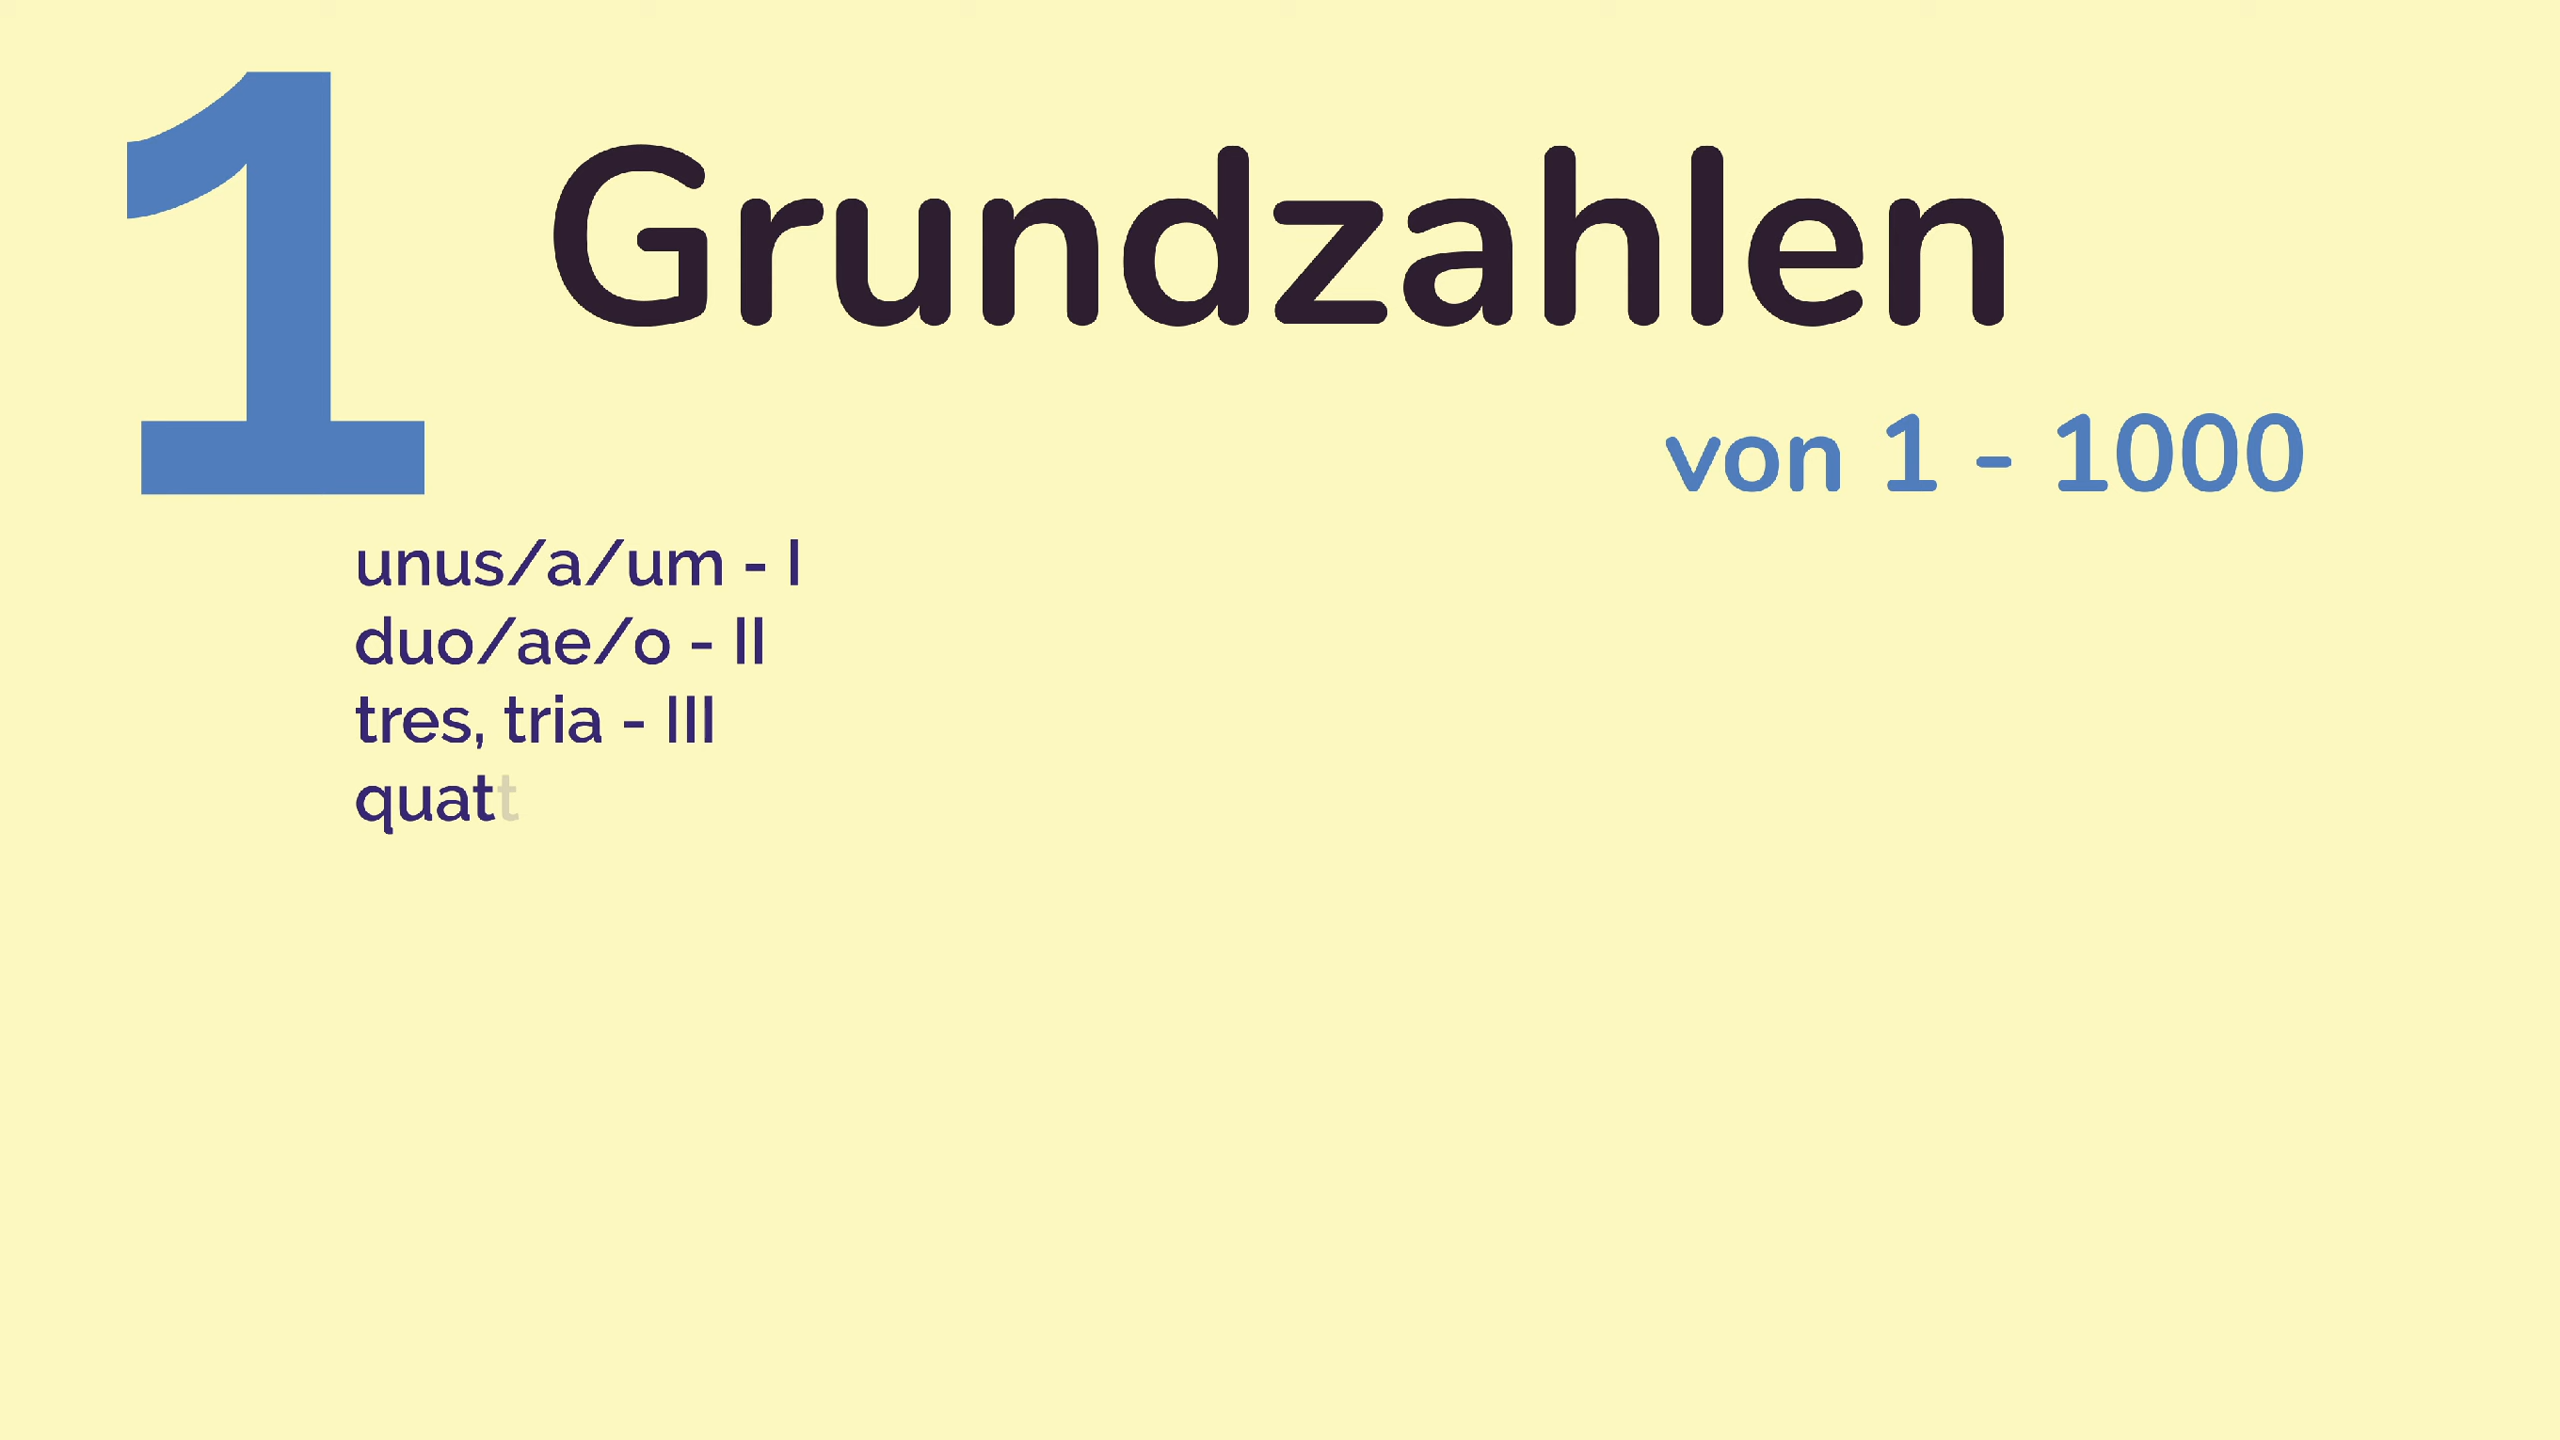 1 Grundzahlen
von 1 - 1000
unus/a/um - I
duo/ae/o - II
tres, tria - III
quatt